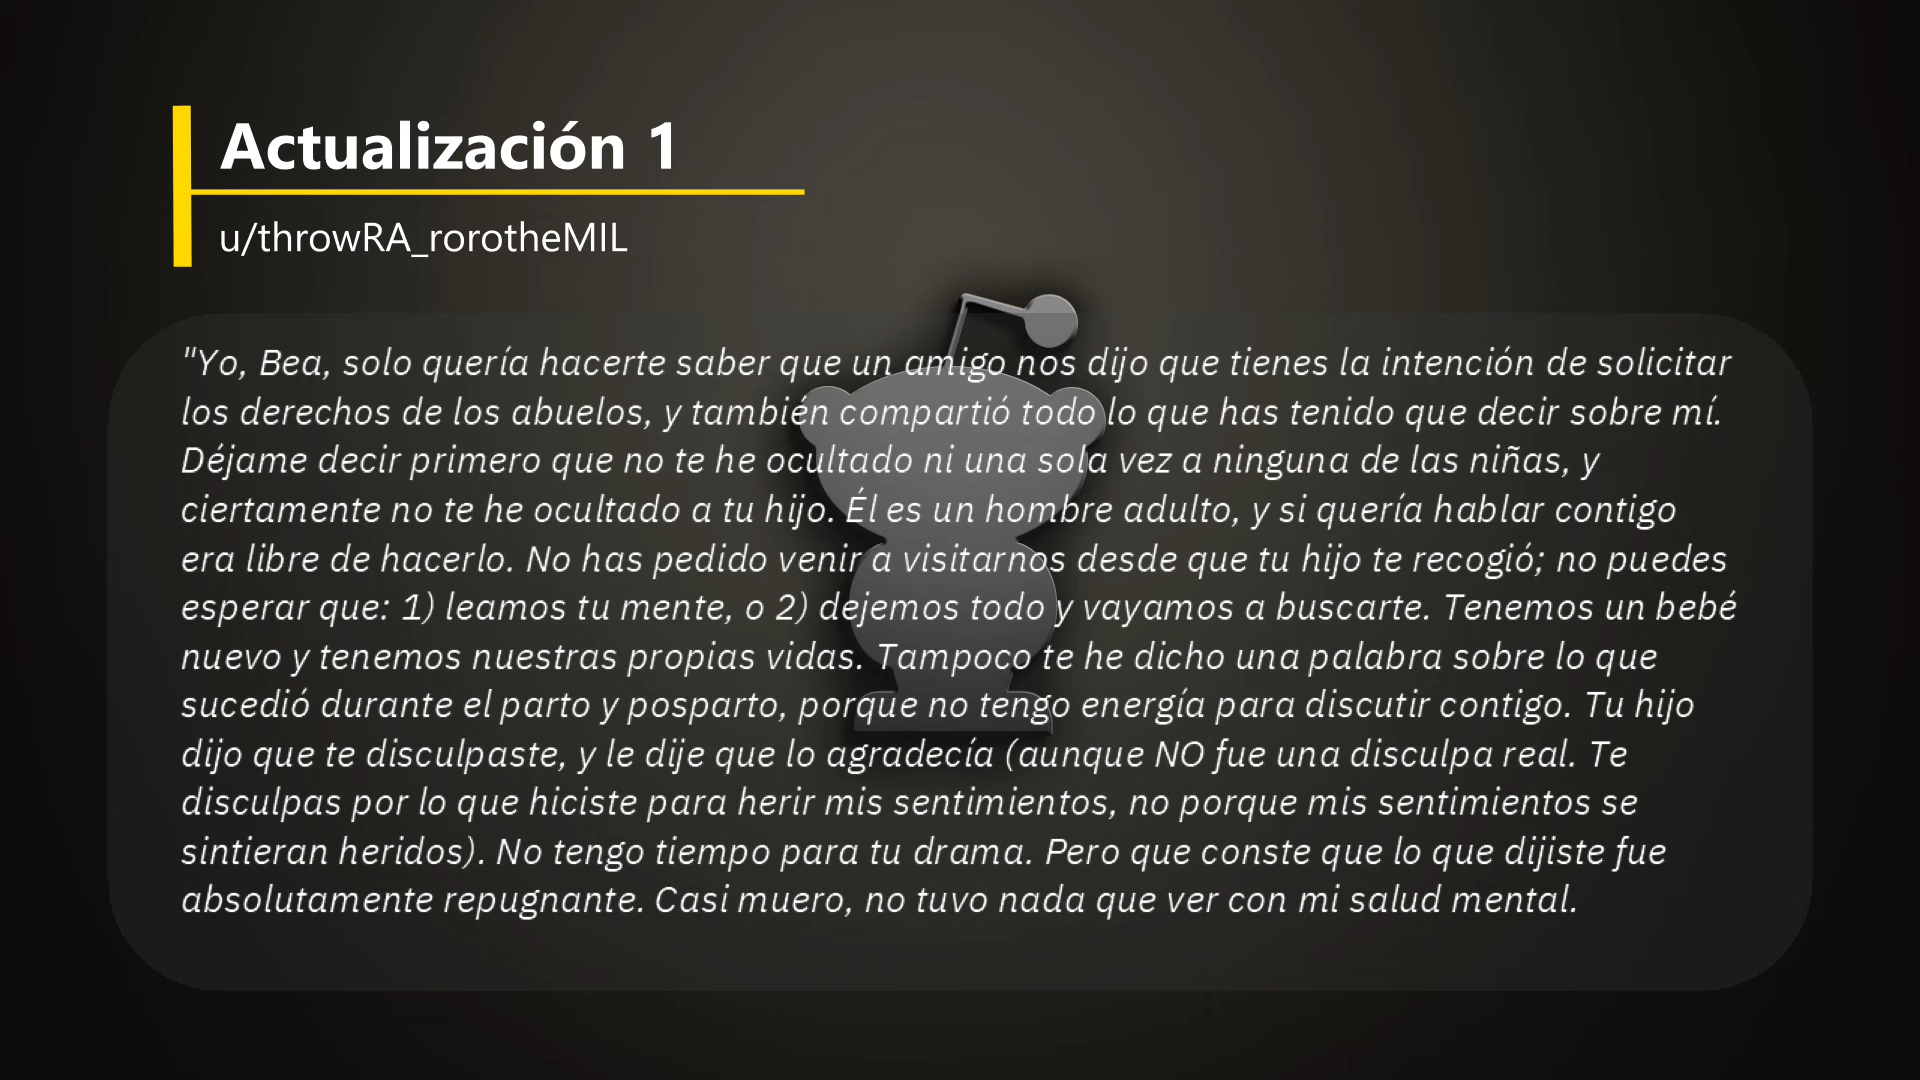 Actualización 1
u/throwRA_rorotheMIL
"Yo, Bea, solo quería hacerte saber que un amigo nos dijo que tienes la intención de solicitar
los derechos de los abuelos, y también compartió todo lo que has tenido que decir sobre mí.
Déjame decir primero que no te he ocultado ni una sola vez a ninguna de las niñas, y
ciertamente no te he ocultado a tu hijo. Él es un hombre adulto, y si quería hablar contigo
era libre de hacerlo. No has pedido venir a visitarnos desde que tu hijo te recogió; no puedes
esperar que: 1) leamos tu mente, o 2) dejemos todo y vayamos a buscarte. Tenemos un bebé
nuevo y tenemos nuestras propias vidas. Tampoco te he dicho una palabra sobre lo que
sucedió durante el parto y posparto, porque no tengo energía para discutir contigo. Tu hijo
dijo que te disculpaste, y le dije que lo agradecía (aunque NO fue una disculpa real. Te
disculpas por lo que hiciste para herir mis sentimientos, no porque mis sentimientos se
sintieran heridos). No tengo tiempo para tu drama. Pero que conste que lo que dijiste fue
absolutamente repugnante. Casi muero, no tuvo nada que ver con mi salud mental.